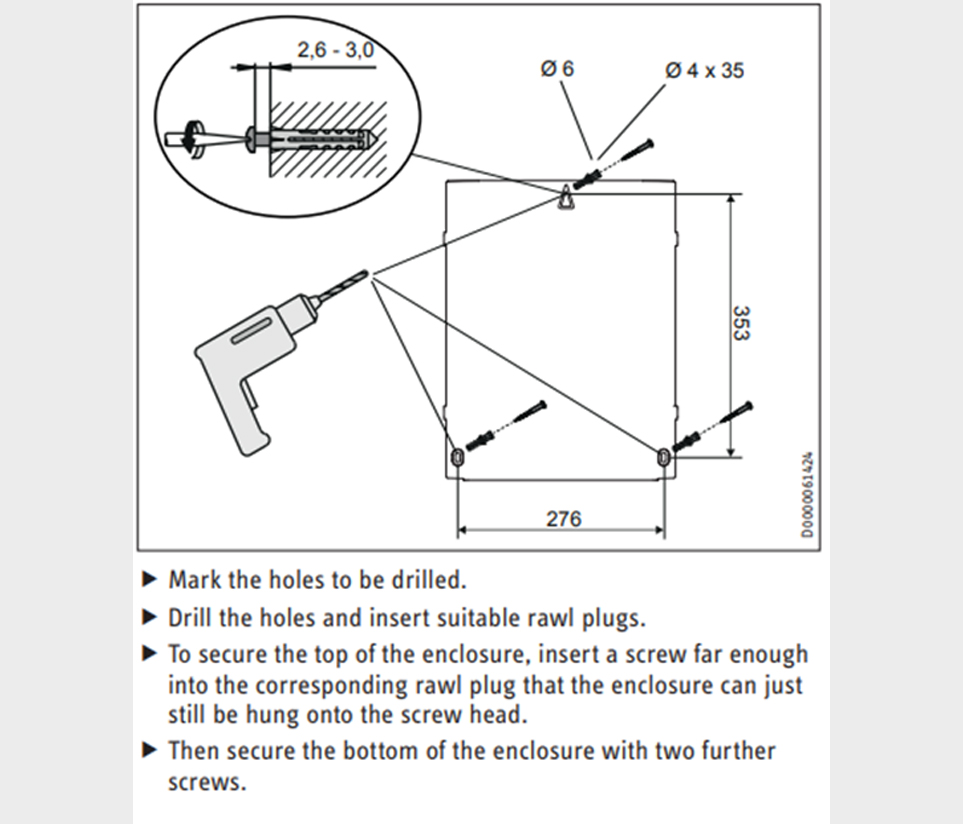 2,6 - 3,0
Ø 6
Ø 4 x 35
353
276
D0000061424
► Mark the holes to be drilled.
► Drill the holes and insert suitable rawl plugs.
► To secure the top of the enclosure, insert a screw far enough
into the corresponding rawl plug that the enclosure can just
still be hung onto the screw head.
► Then secure the bottom of the enclosure with two further
screws.